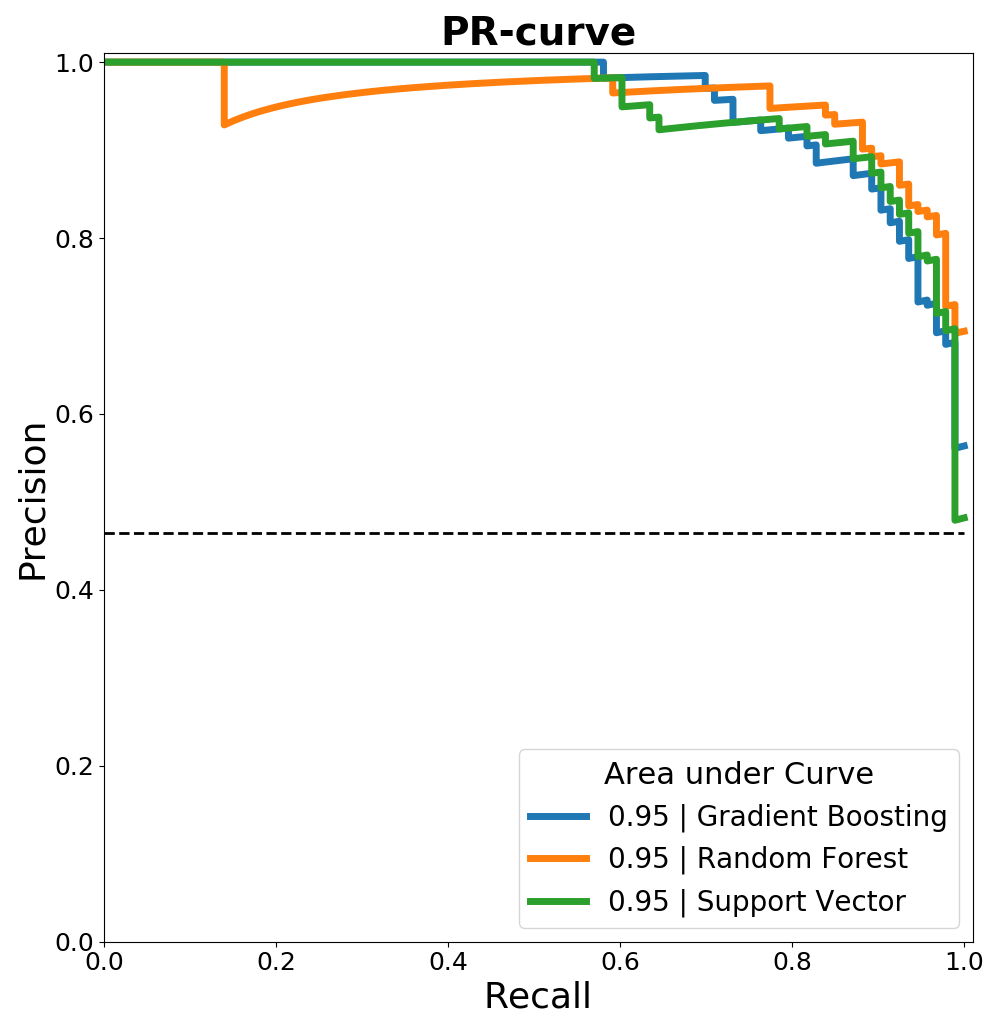 PR-curve
1.0
0.8
0.6
0.4
0.2
0.0
Precision
Area under Curve
0.95 | Gradient Boosting
0.95 | Random Forest
0.95 | Support Vector
0.0 0.2 0.4 0.6 0.8 1.0
Recall